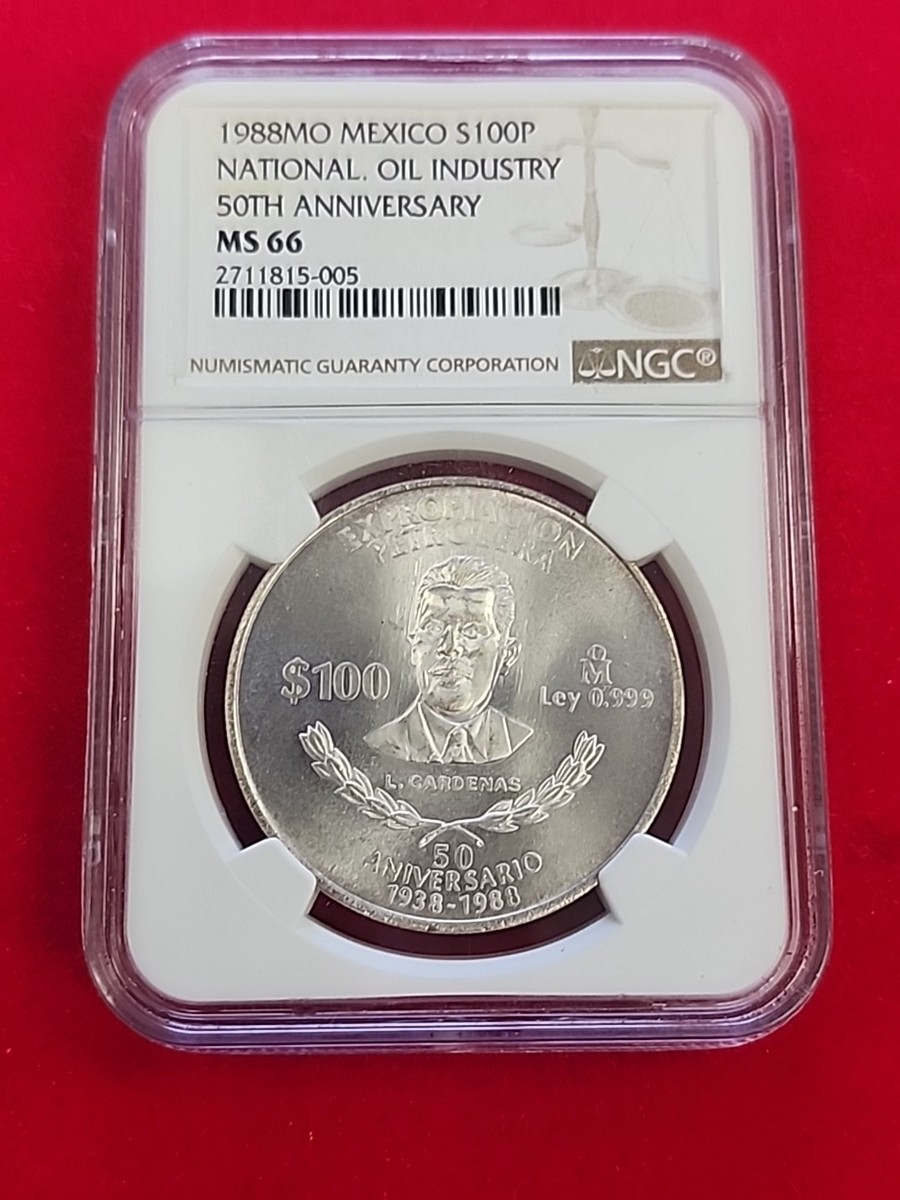 1988MO MEXICO S100P
NATIONAL. OIL INDUSTRY
50TH ANNIVERSARY
MS 66
2711815-005
NUMISMATIC GUARANTY CORPORATION
NGC®
EXPROPIACION
PETROLERA
$100
Mo
Ley 0.999
L. CARDENAS
50
ANIVERSARIO
1938-1988